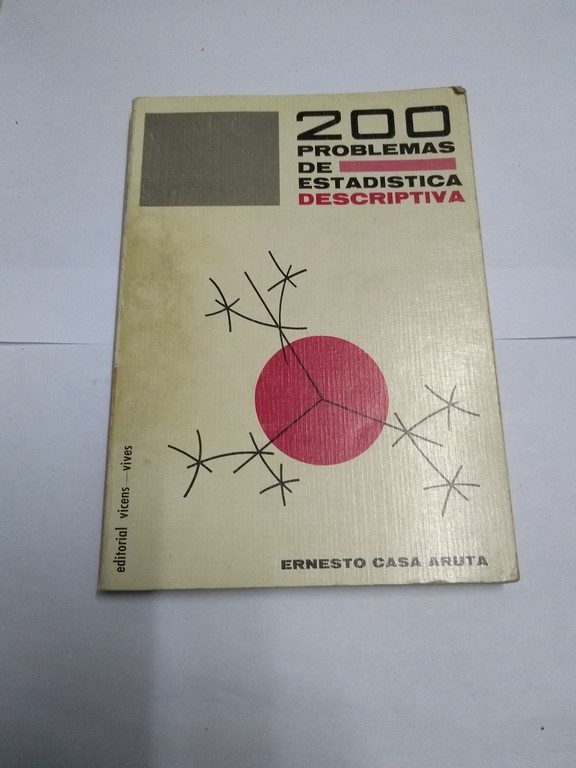 200
PROBLEMAS
DE
ESTADISTICA
DESCRIPTIVA
editorial vicens-vives
ERNESTO CASA ARUTA